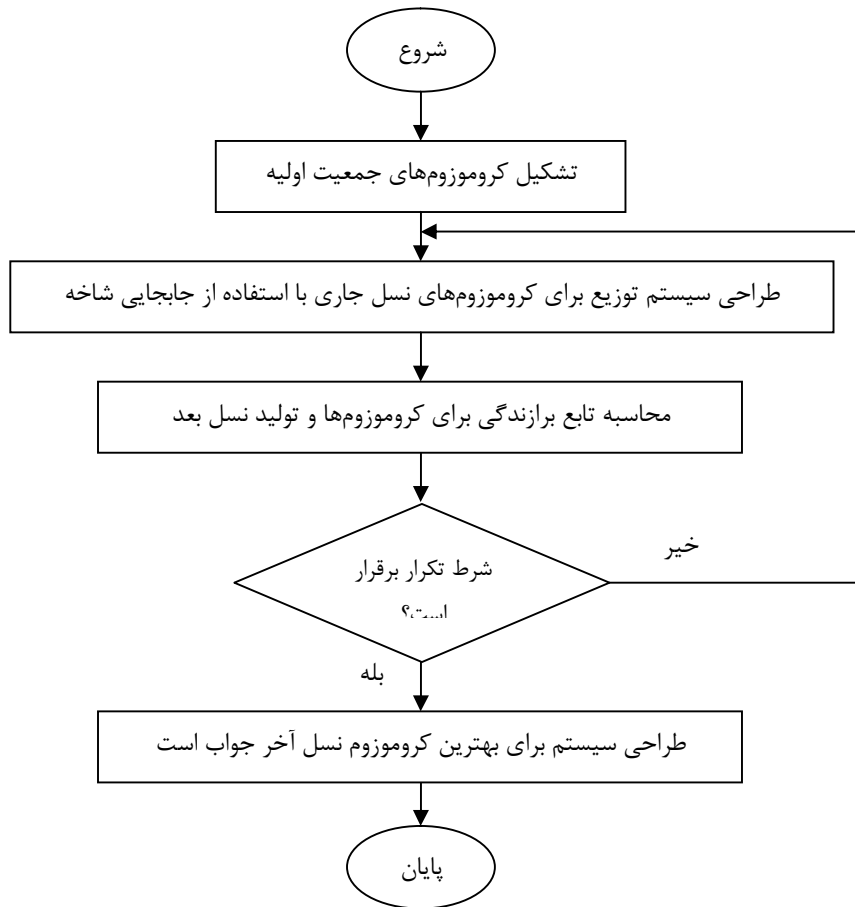 شروع
تشکیل کروموزوم‌های جمعیت اولیه
طراحی سیستم توزیع برای کروموزوم‌های نسل جاری با استفاده از جابجایی شاخه
محاسبه تابع برازندگی برای کروموزوم‌ها و تولید نسل بعد
شرط تکرار برقرار
است؟
خیر
بله
طراحی سیستم برای بهترین کروموزوم نسل آخر جواب است
پایان